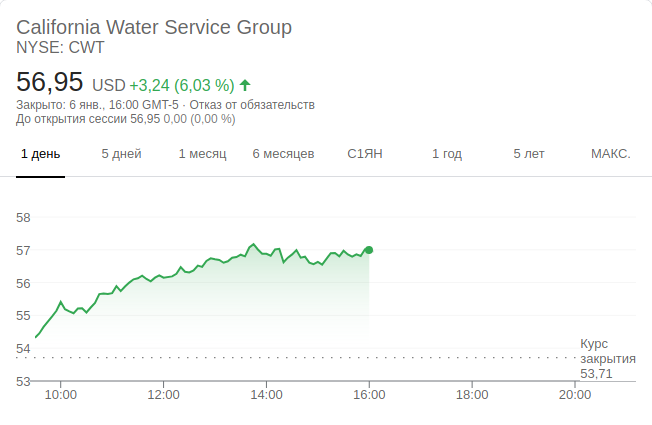 California Water Service Group
NYSE: CWT
56,95 USD +3,24 (6,03 %)
Закрыто: 6 янв., 16:00 GMT-5 · Отказ от обязательств
До открытия сессии 56,95 0,00 (0,00 %)
1 день 5 дней 1 месяц 6 месяцев С1ЯН 1 год 5 лет МАКС.
58
57
56
55
54
53
Курс
закрытия
53,71
10:00 12:00 14:00 16:00 18:00 20:00